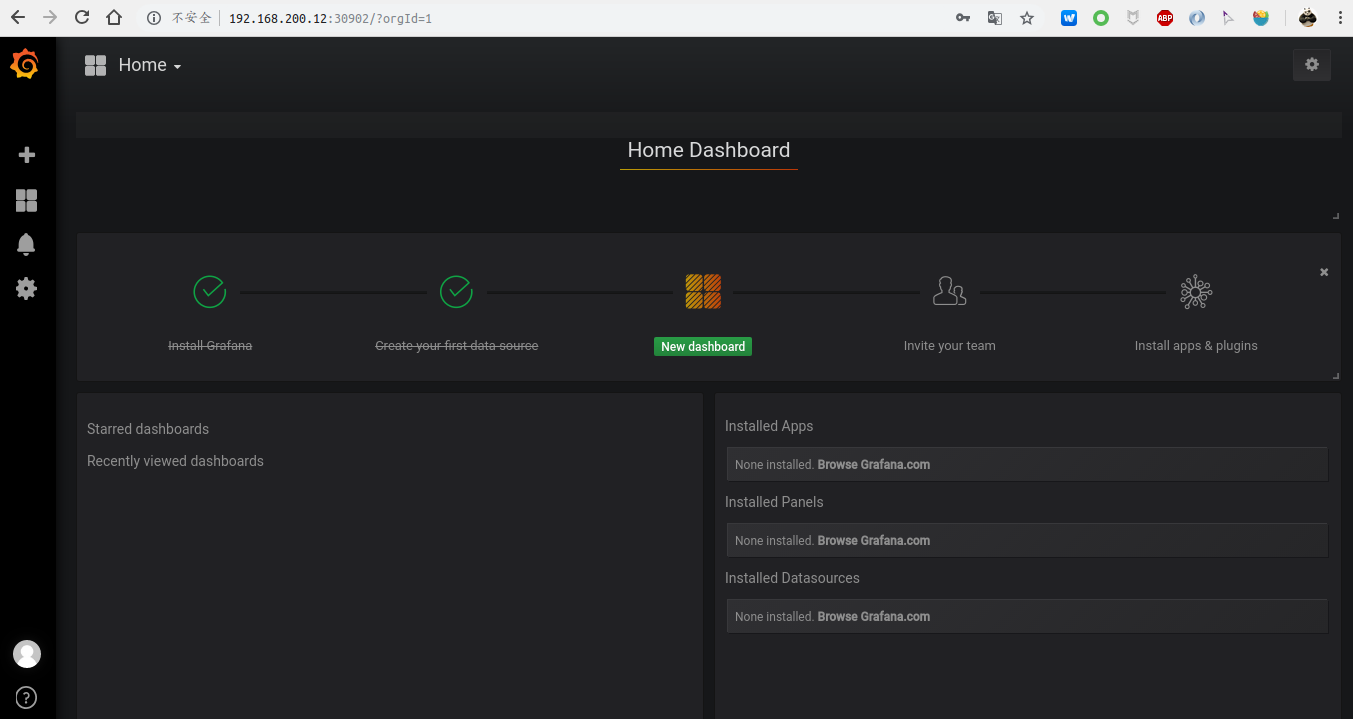 不安全 192.168.200.12:30902/?orgId=1
W ABP
Home
Home Dashboard
Install Grafana
Create your first data source
New dashboard
Invite your team
Install apps & plugins
Starred dashboards
Recently viewed dashboards
Installed Apps
None installed. Browse Grafana.com
Installed Panels
None installed. Browse Grafana.com
Installed Datasources
None installed. Browse Grafana.com